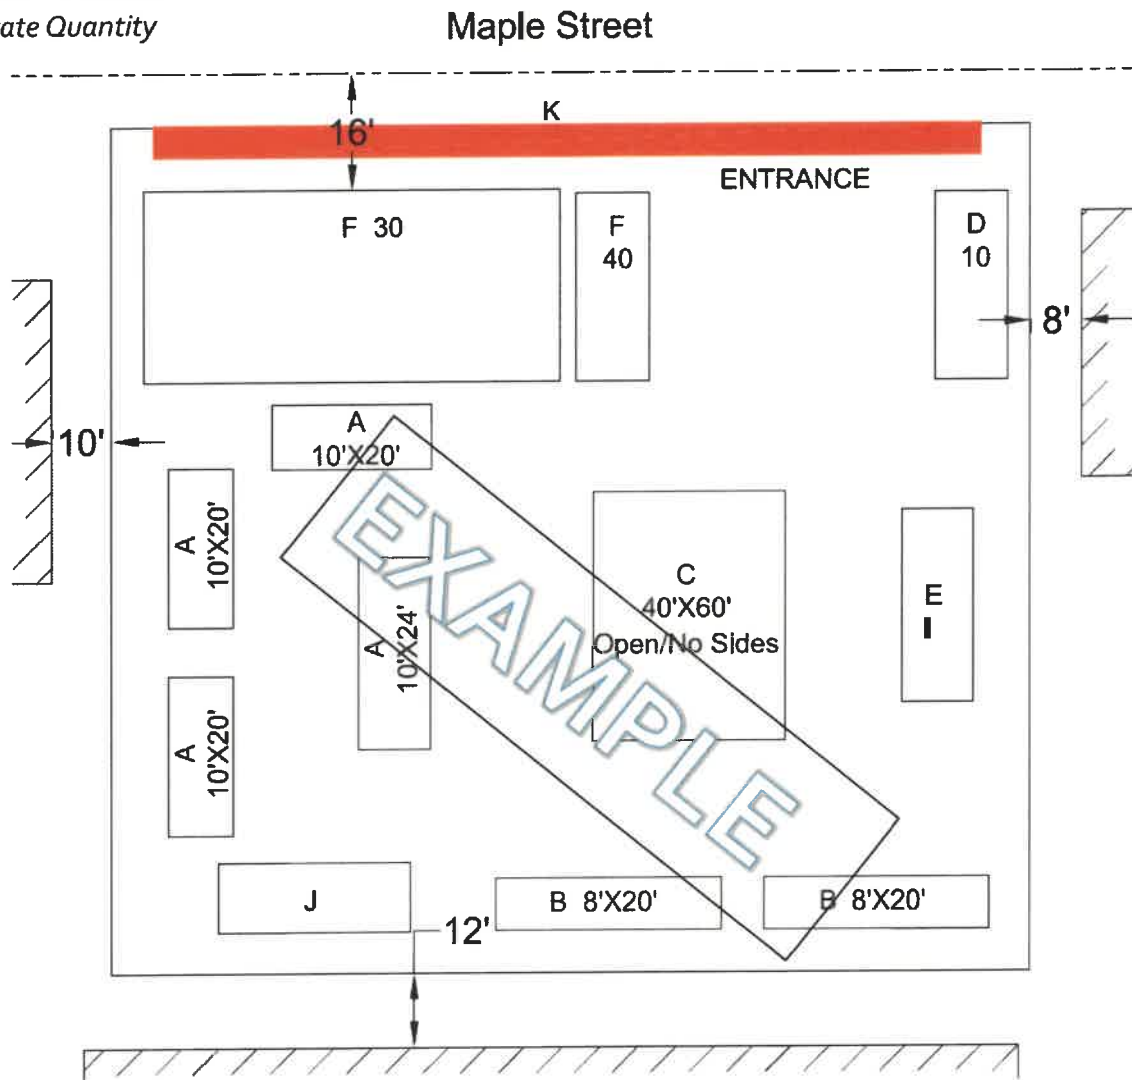 ate Quantity
Maple Street
K
16'
ENTRANCE
F 30
F
40
D
10
8'
10'
A
10'X20'
A
10'X20'
A
10'X24'
C
40'X60'
Open/No Sides
E
I
A
10'X20'
EXAMPLE
J
12'
B 8'X20'
B 8'X20'